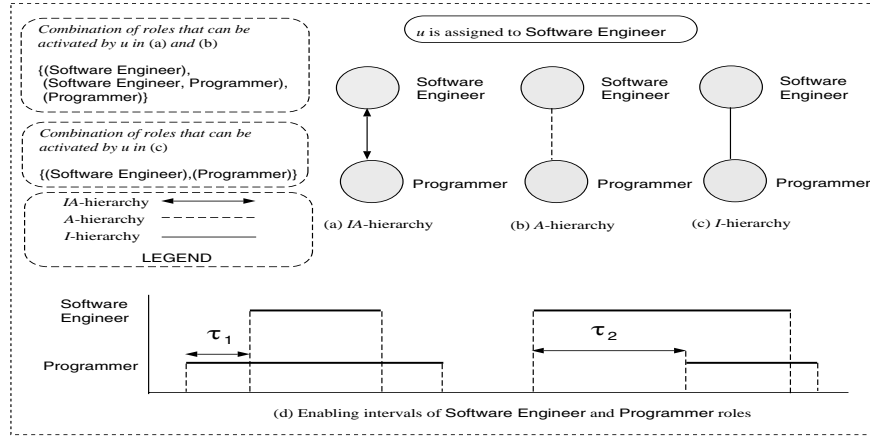 Combination of roles that can be
activated by u in (a) and (b)
{(Software Engineer),
(Software Engineer, Programmer),
(Programmer)}
Combination of roles that can be
activated by u in (c)
{(Software Engineer),(Programmer)}
IA-hierarchy
A-hierarchy
I-hierarchy
LEGEND
u is assigned to Software Engineer
Software
Engineer
Programmer
(a) IA-hierarchy
Software
Engineer
Programmer
(b) A-hierarchy
Software
Engineer
Programmer
(c) I-hierarchy
Software
Engineer
Programmer
τ1
τ2
(d) Enabling intervals of Software Engineer and Programmer roles